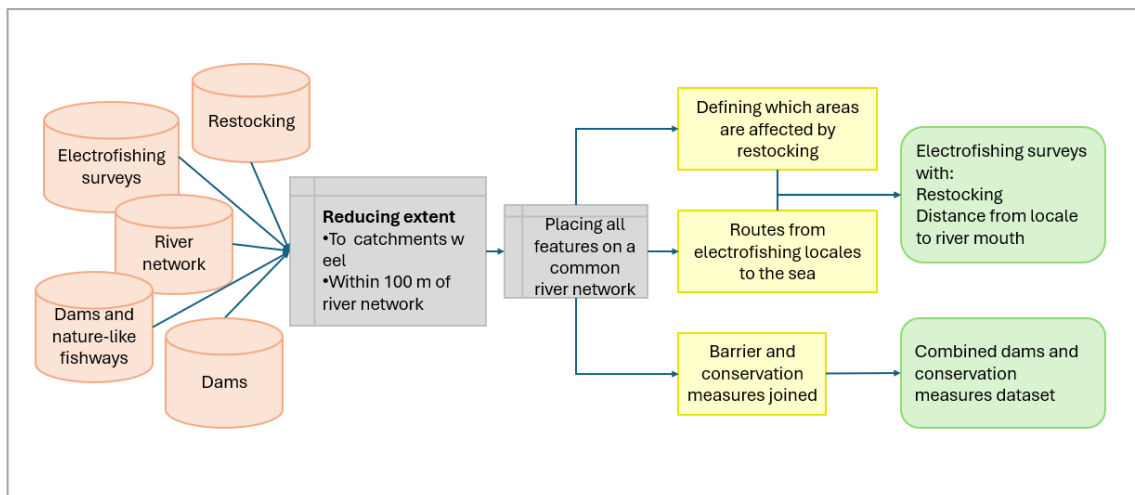 Restocking
Electrofishing
surveys
River
network
Dams and
nature-like
fishways
Dams
Reducing extent
•To catchments w
eel
•Within 100 m of
river network
Placing all
features on a
common
river network
Defining which areas
are affected by
restocking
Routes from
electrofishing locales
to the sea
Barrier and
conservation
measures joined
Electrofishing surveys
with:
Restocking
Distance from locale
to river mouth
Combined dams and
conservation
measures dataset